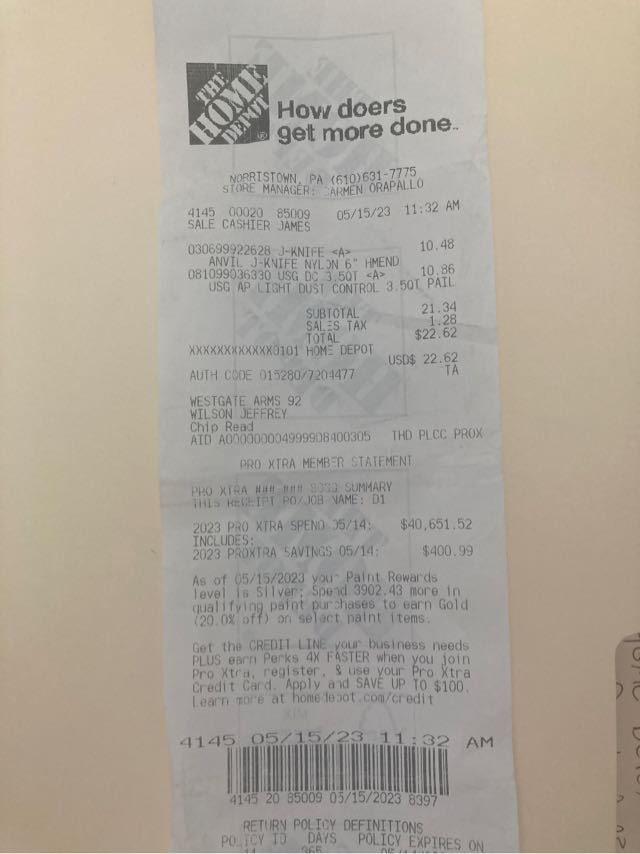 THE
HOME
DEPOT
How doers
get more done..
NORRISTOWN, PA (610)631-7775
STORE MANAGER: CARMEN ORAPALLO
4145 00020 85009 05/15/23 11:32 AM
SALE CASHIER JAMES
030699922628 J-KNIFE <A> 10.48
ANVIL J-KNIFE NYLON 6" HMEND
081099036330 USG DC 3.5QT <A> 10.86
USG AP LIGHT DUST CONTROL 3.5QT PAIL
SUBTOTAL 21.34
SALES TAX 1.28
TOTAL $22.62
XXXXXXXXXXXX0101 HOME DEPOT
USD$ 22.62
AUTH CODE 015280/7204477 TA
WESTGATE ARMS 92
WILSON JEFFREY
Chip Read
AID A0000000049999D8400305 THD PLCC PROX
PRO XTRA MEMBER STATEMENT
PRO XTRA ### ### SUMMARY
THIS RECEIPT PO/JOB NAME: D1
2023 PRO XTRA SPEND 05/14: $40,651.52
INCLUDES:
2023 PROXTRA SAVINGS 05/14: $400.99
As of 05/15/2023 your Paint Rewards
level is Silver; Spend 3902.43 more in
qualifying paint purchases to earn Gold
(20.0% off) on select paint items.
Get the CREDIT LINE your business needs
PLUS earn Perks 4X FASTER when you join
Pro Xtra, register, & use your Pro Xtra
Credit Card. Apply and SAVE UP TO $100.
Learn more at homedepot.com/credit
4145 05/15/23 11:32 AM
4145 20 85009 05/15/2023 8397
RETURN POLICY DEFINITIONS
POLICY ID DAYS POLICY EXPIRES ON
365